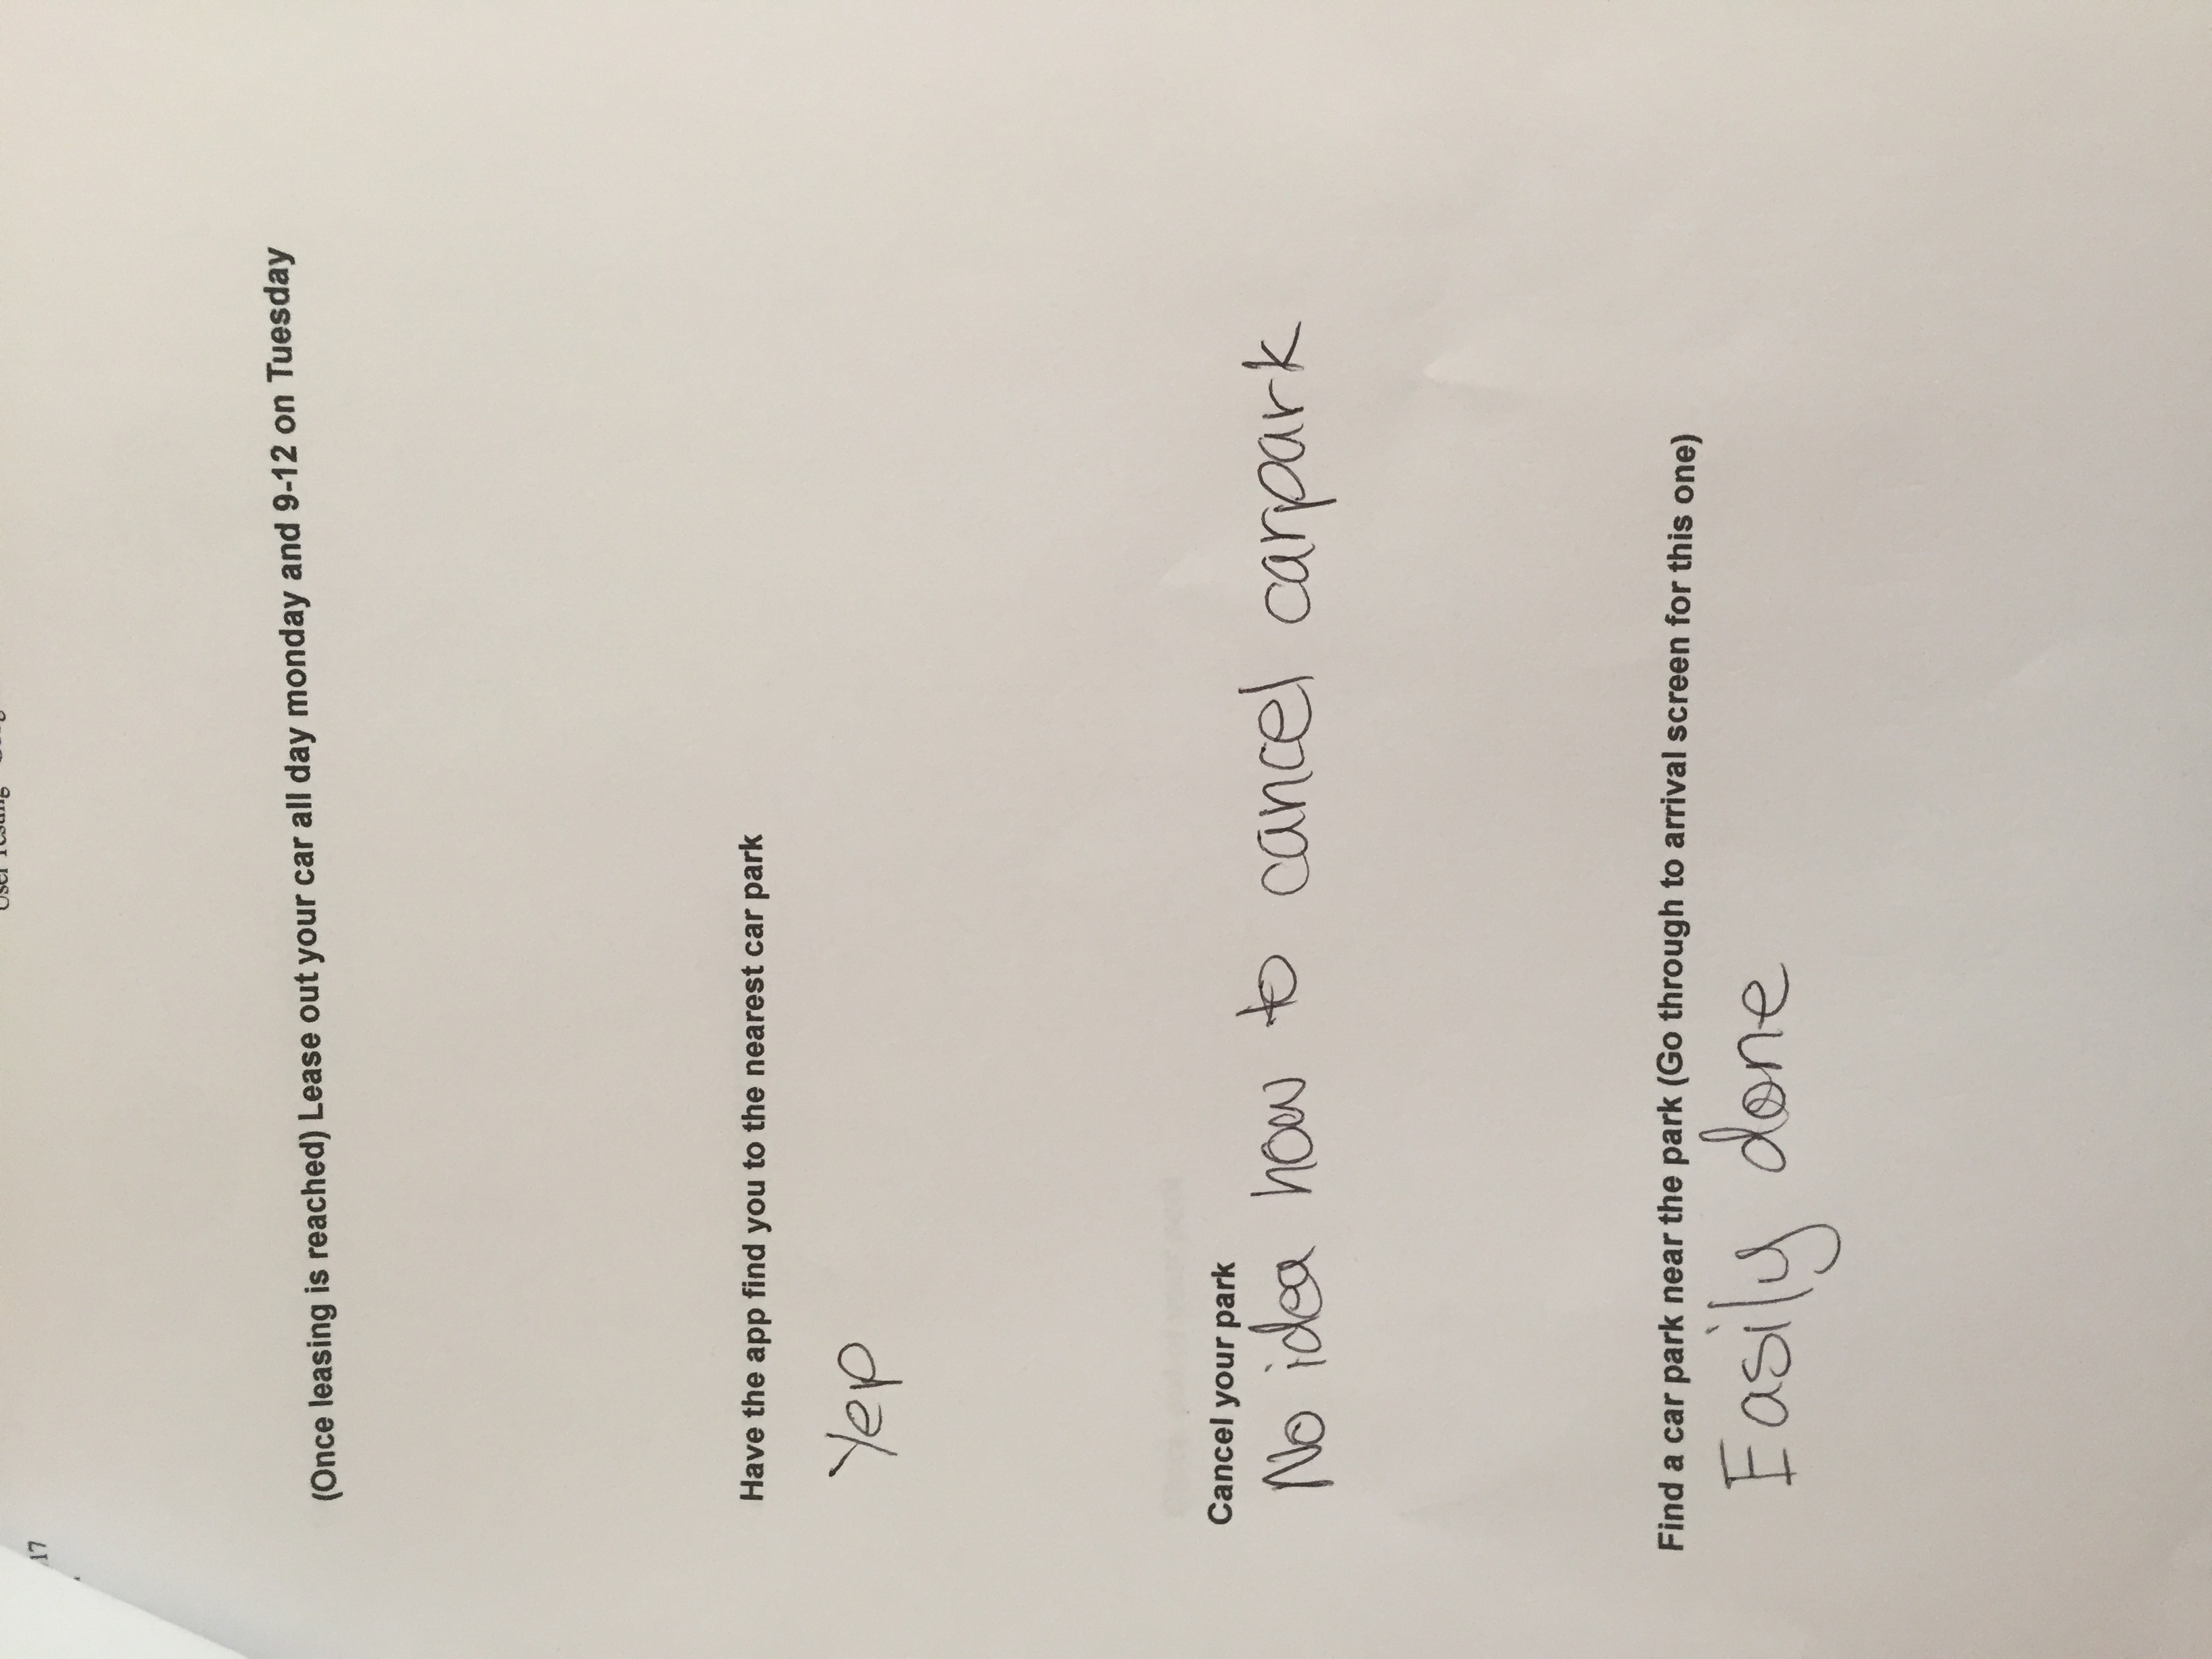 User Testing
17
(Once leasing is reached) Lease out your car all day monday and 9-12 on Tuesday
Have the app find you to the nearest car park
Yep
Cancel your park
No idea how to cancel carpark
Find a car park near the park (Go through to arrival screen for this one)
Easily done